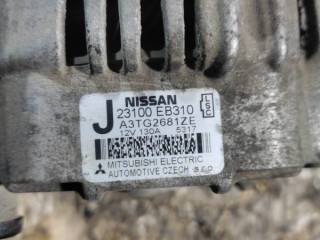 NISSAN
J 23100 EB310
A3TG2681ZE
12V 130A 5317
MITSUBISHI ELECTRIC
AUTOMOTIVE CZECH s.r.o